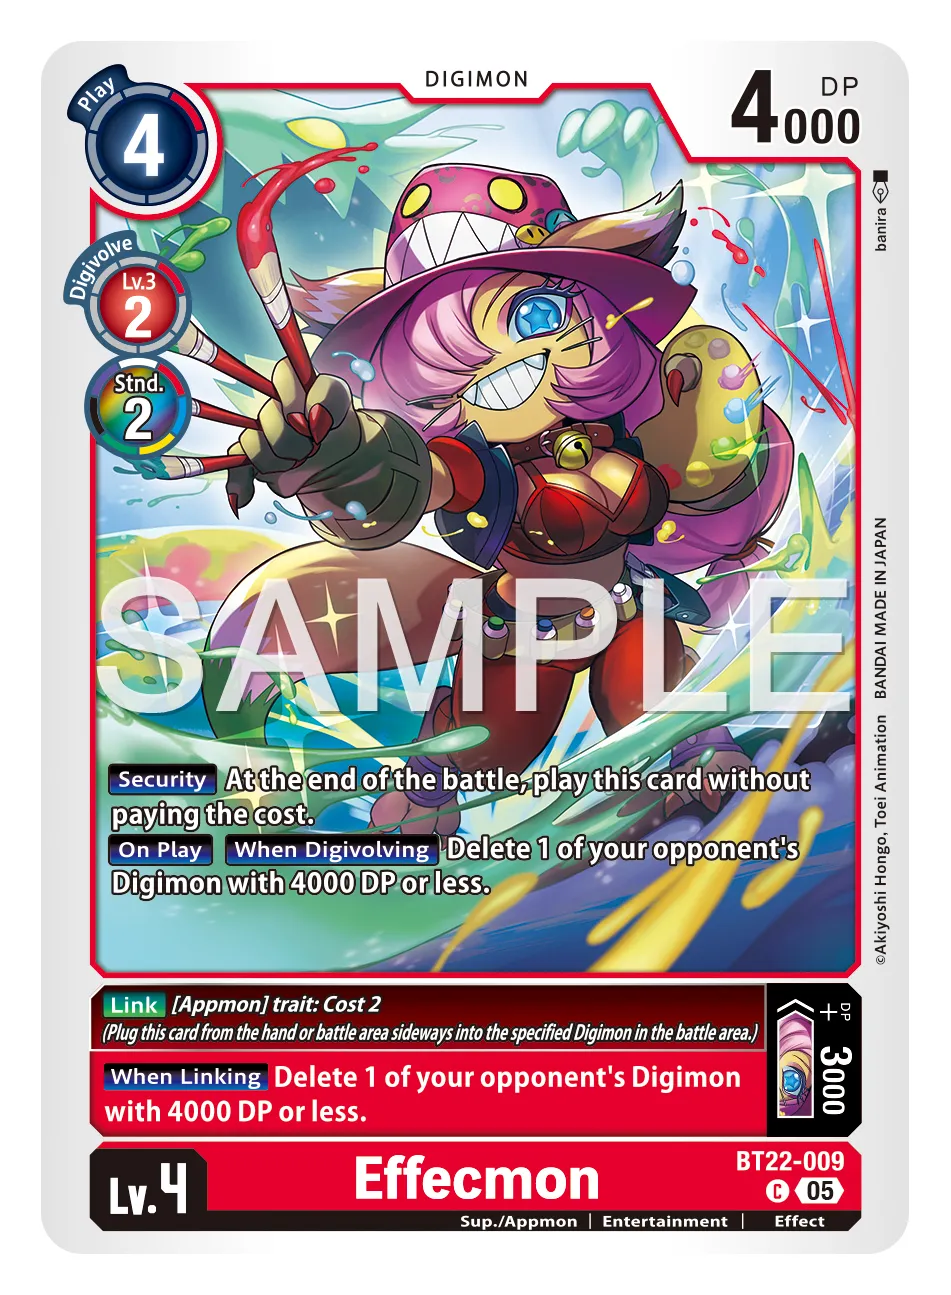 DIGIMON
Play
4
DP
4000
Digivolve
Lv.3
2
Stnd.
2
banira
SAMPLE
BANDAI MADE IN JAPAN
©Akiyoshi Hongo, Toei Animation
Security At the end of the battle, play this card without
paying the cost.
On Play When Digivolving Delete 1 of your opponent's
Digimon with 4000 DP or less.
Link [Appmon] trait: Cost 2
(Plug this card from the hand or battle area sideways into the specified Digimon in the battle area.)
DP
+3000
When Linking Delete 1 of your opponent's Digimon
with 4000 DP or less.
Lv.4
Effecmon
BT22-009
C 05
Sup./Appmon | Entertainment | Effect